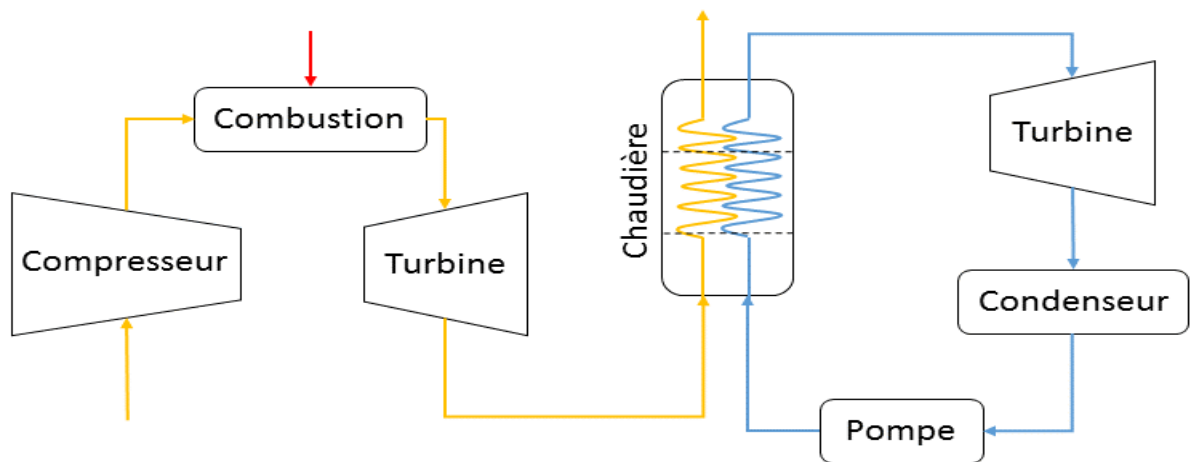 Combustion
Compresseur
Turbine
Chaudière
Turbine
Condenseur
Pompe